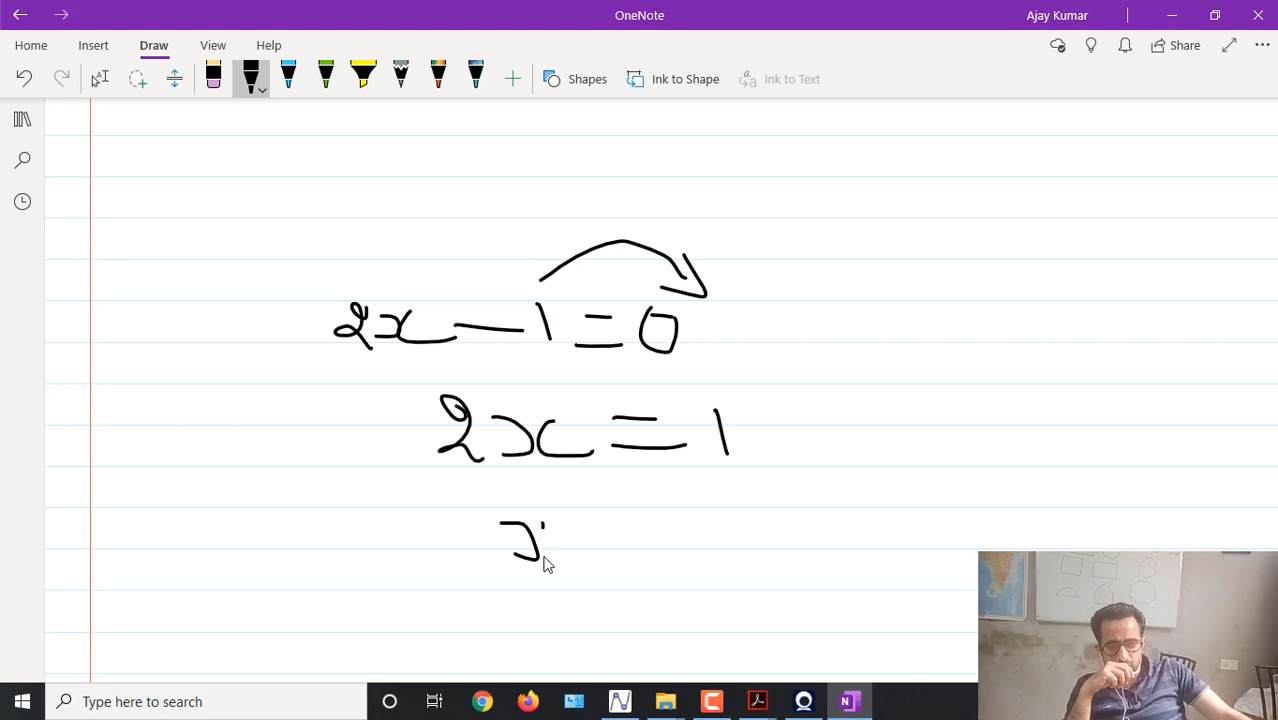 OneNote
Ajay Kumar
Home Insert Draw View Help
Share
Shapes Ink to Shape Ink to Text
2x − 1 = 0
2x = 1
Type here to search